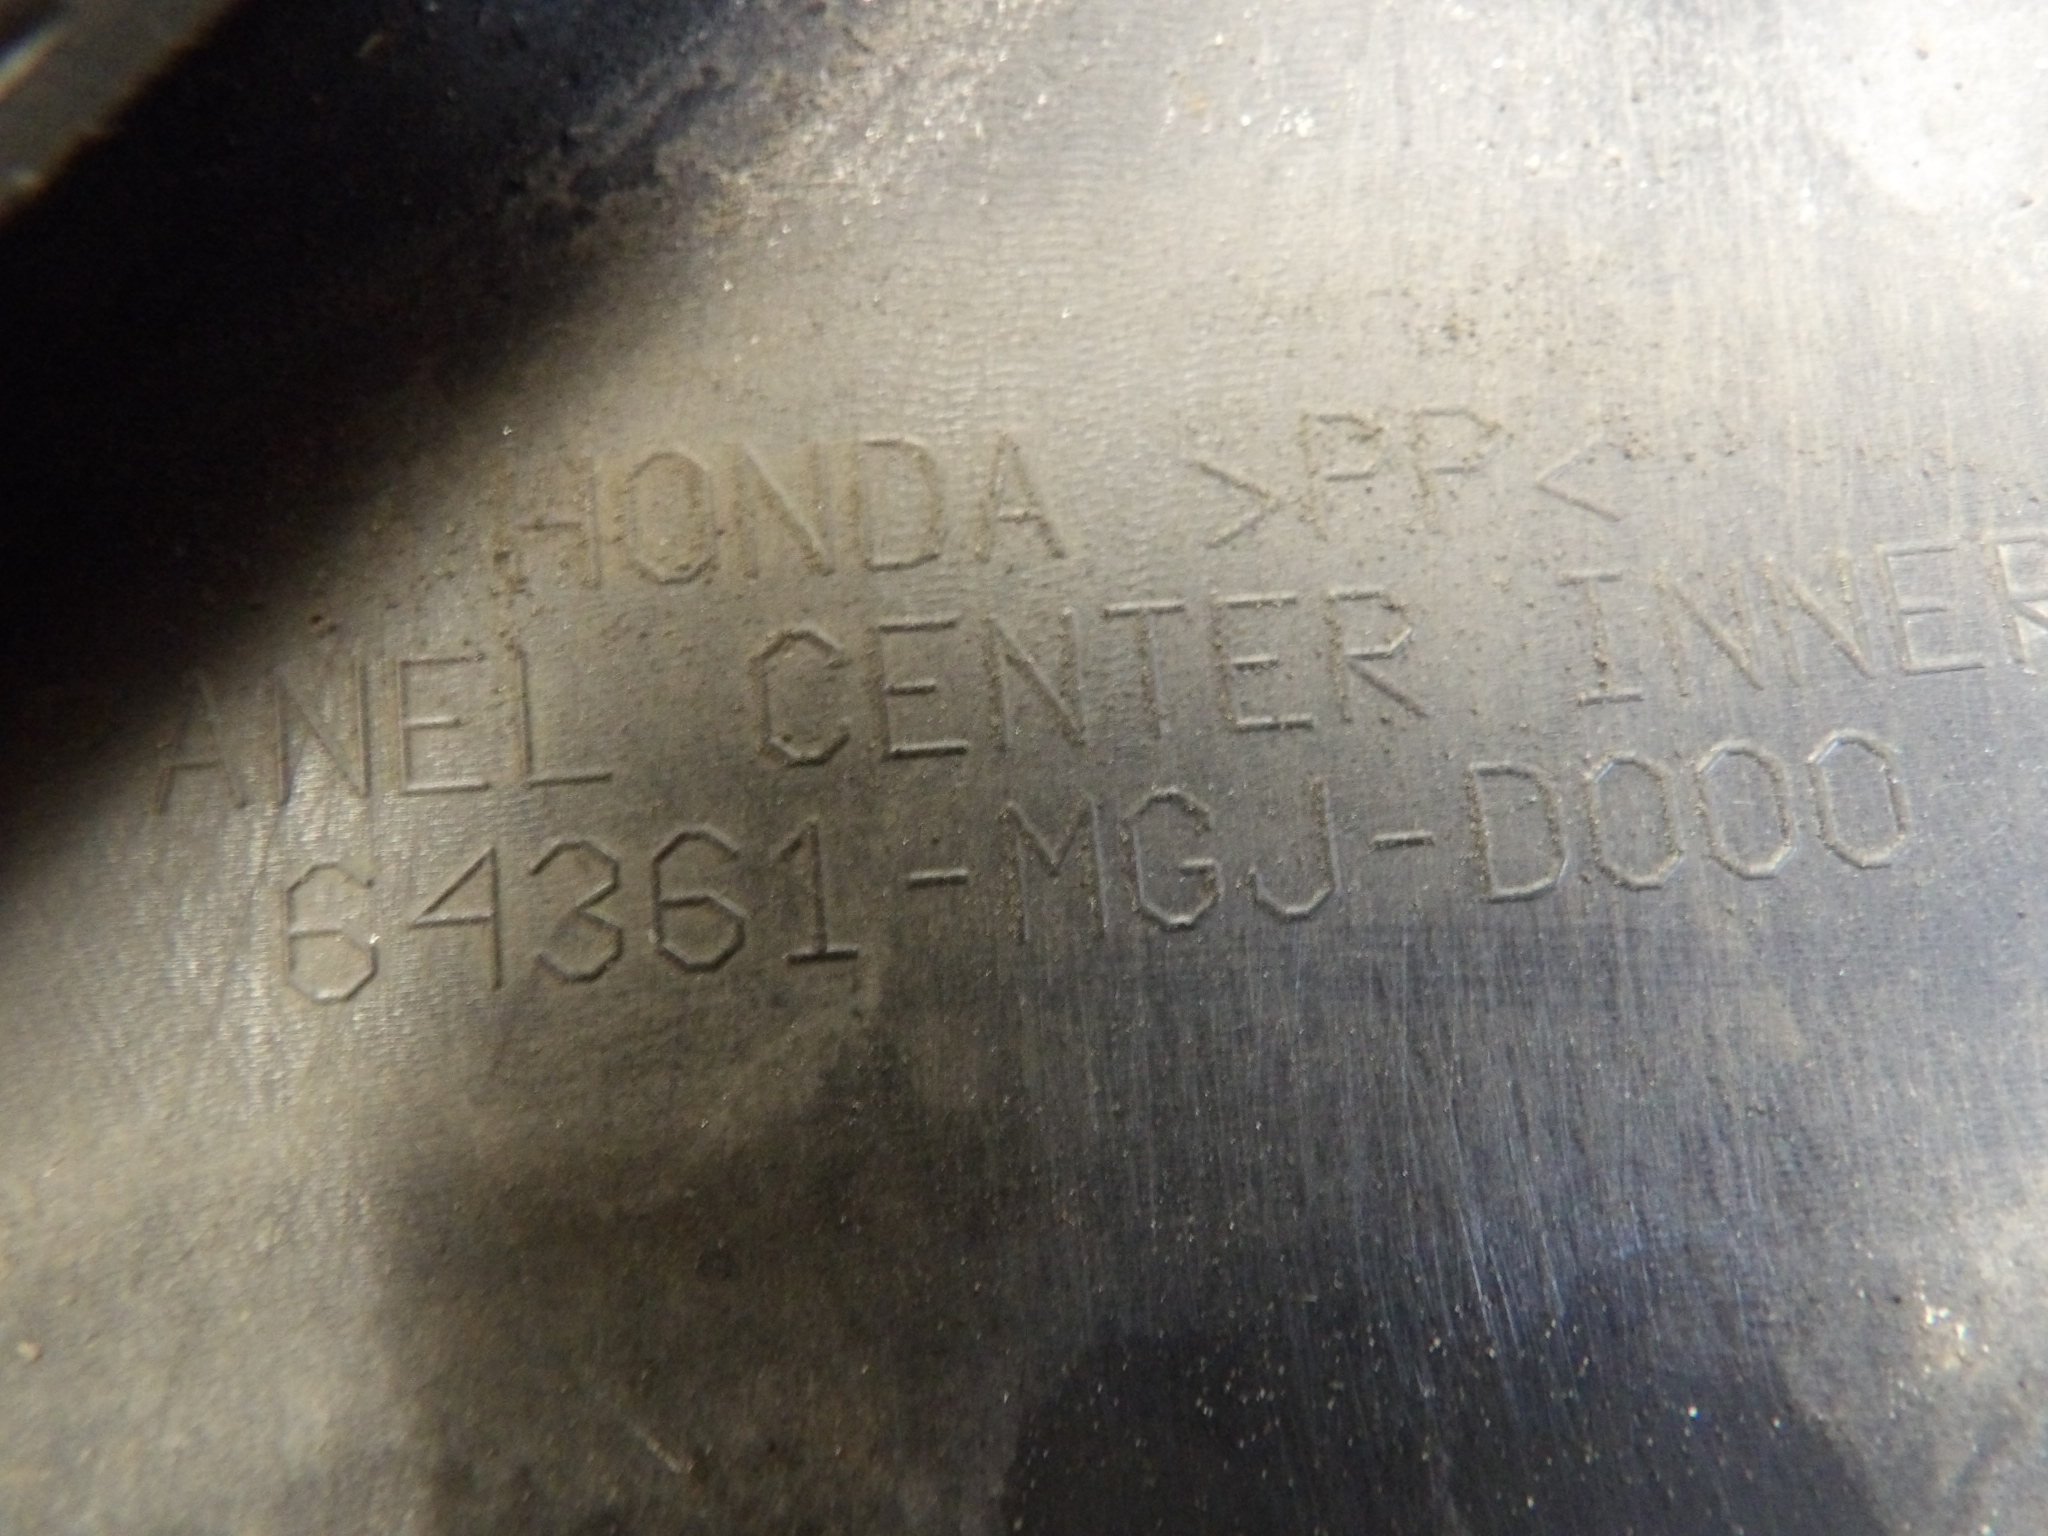 HONDA >PP<
ANEL CENTER INNER
64361-MGJ-D000